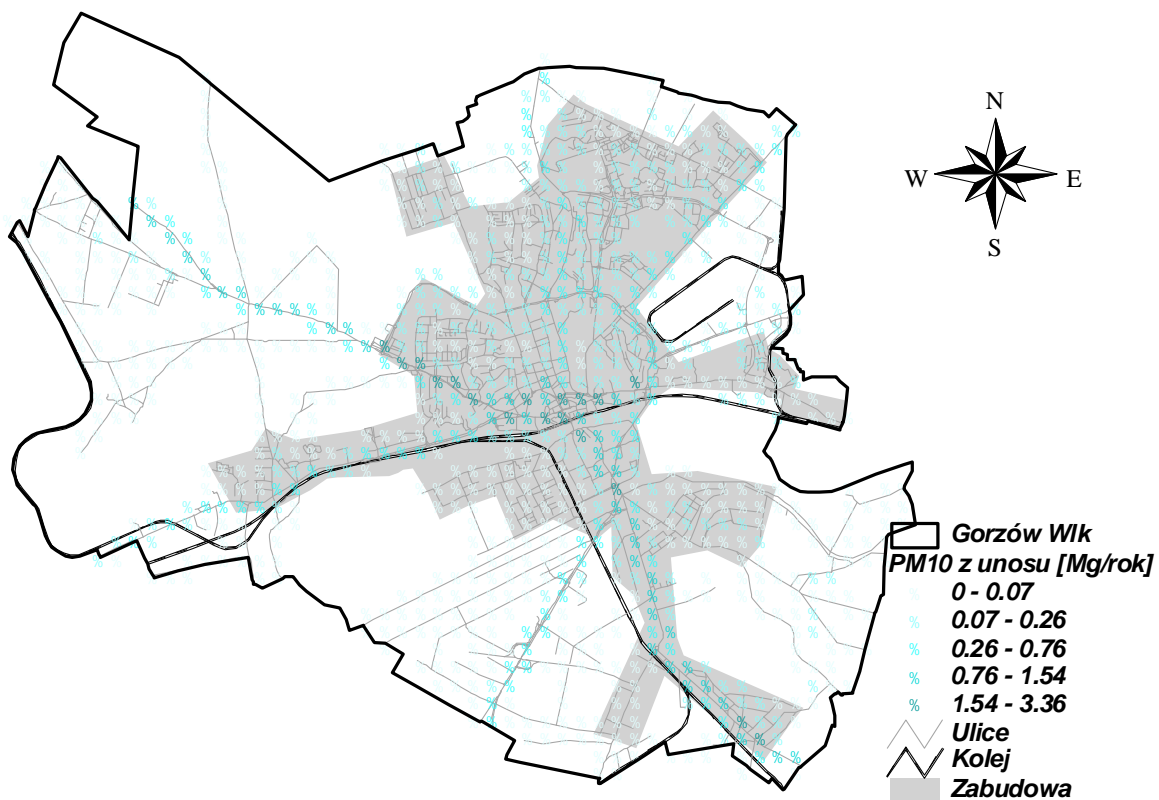 N
W E
S
Gorzów Wlk
PM10 z unosu [Mg/rok]
% 0 - 0.07
% 0.07 - 0.26
% 0.26 - 0.76
% 0.76 - 1.54
% 1.54 - 3.36
Ulice
Kolej
Zabudowa